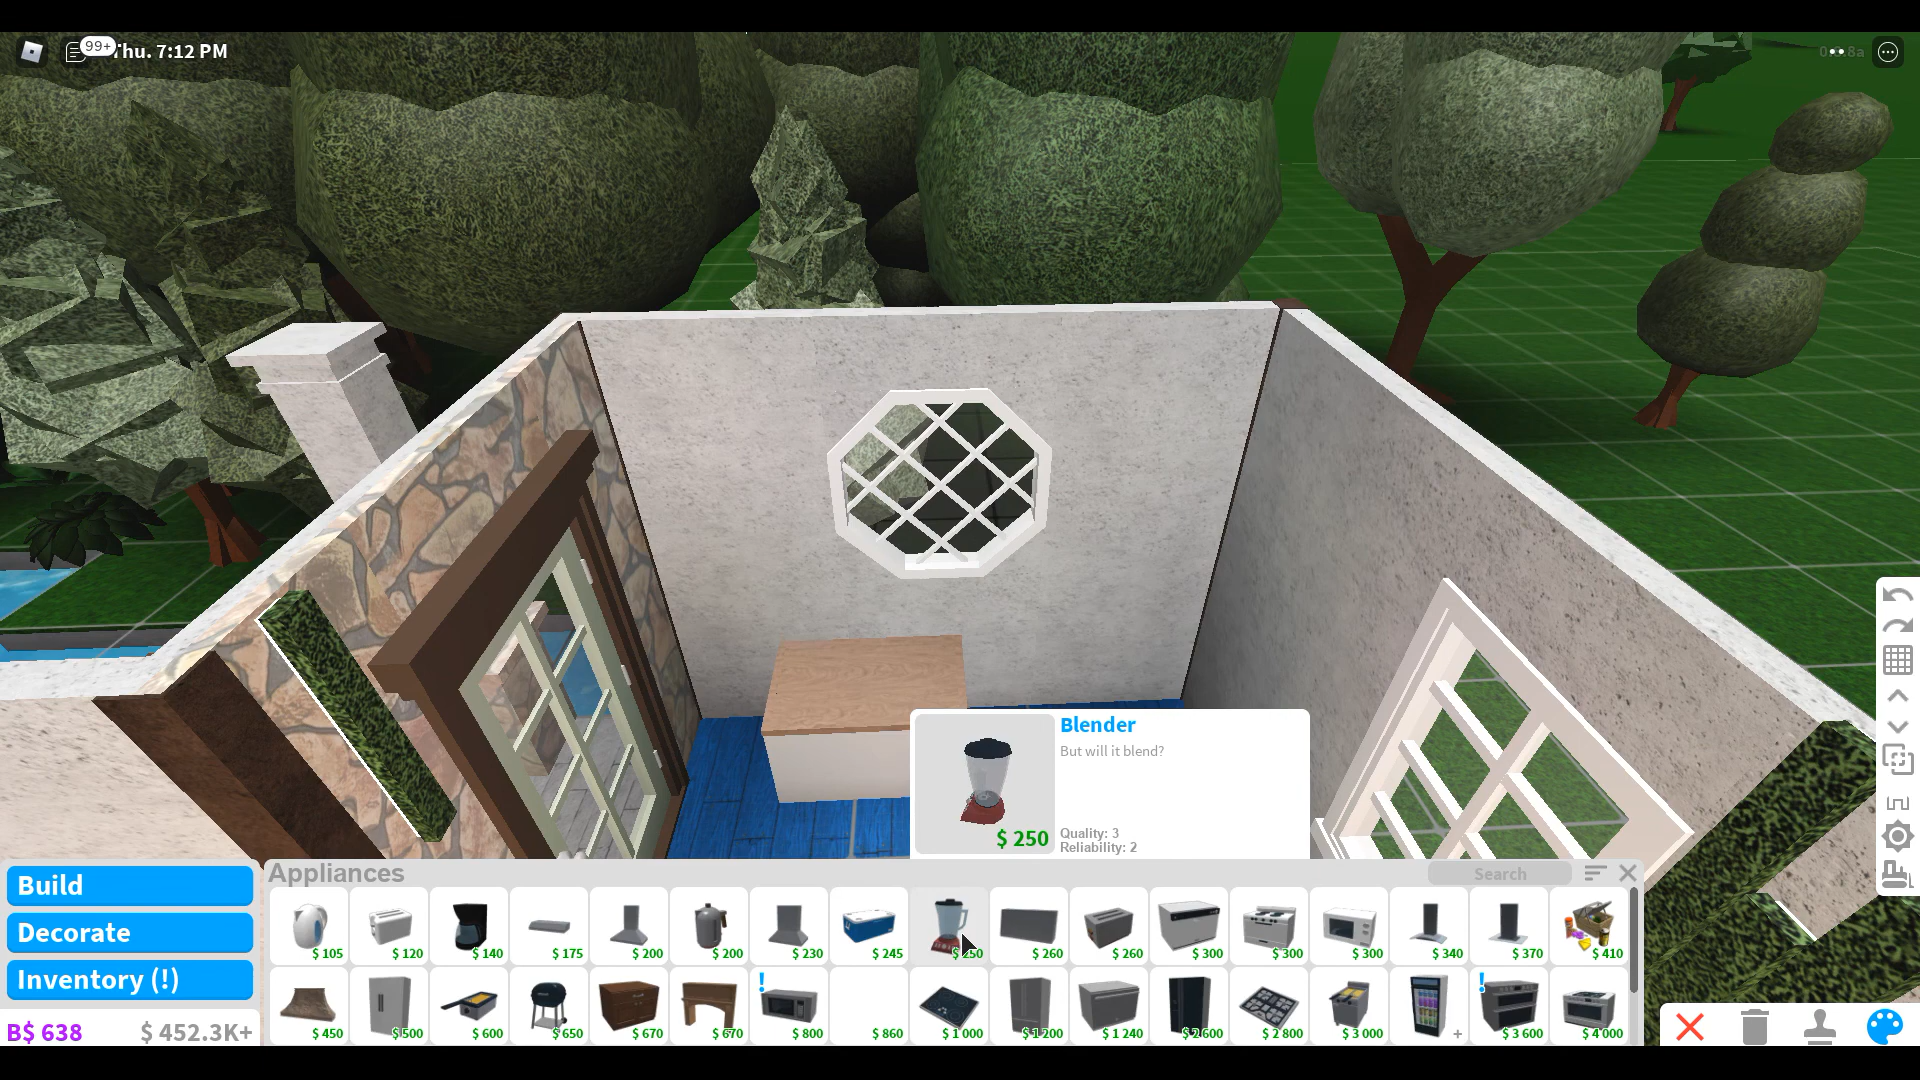 99+
Thu. 7:12 PM
Blender
But will it blend?
$ 250
Quality: 3
Reliability: 2
Build
Decorate
Inventory (!)
B$ 638
$ 452.3K+
Appliances
Search
$ 105
$ 120
$ 140
$ 175
$ 200
$ 200
$ 230
$ 245
$ 250
$ 260
$ 260
$ 300
$ 300
$ 300
$ 340
$ 370
$ 410
$ 450
$ 500
$ 600
$ 650
$ 670
$ 670
!
$ 800
$ 860
$ 1 000
$ 1 200
$ 1 240
$ 2 600
$ 2 800
$ 3 000
+
!
$ 3 600
$ 4 000